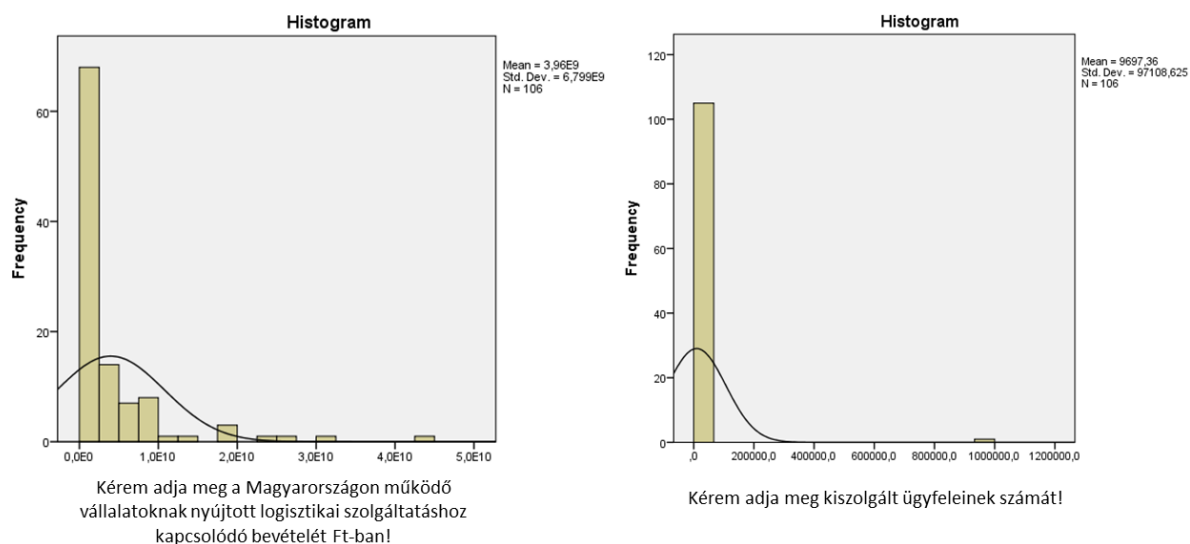 Histogram
Mean = 3,96E9
Std. Dev. = 6,799E9
N = 106
Frequency
60
40
20
0
0,0E0 1,0E10 2,0E10 3,0E10 4,0E10 5,0E10
Kérem adja meg a Magyarországon működő
vállalatoknak nyújtott logisztikai szolgáltatáshoz
kapcsolódó bevételét Ft-ban!
Histogram
Mean = 9697,36
Std. Dev. = 97108,625
N = 106
Frequency
120
100
80
60
40
20
0
,0 200000,0 400000,0 600000,0 800000,0 1000000,0 1200000,0
Kérem adja meg kiszolgált ügyfeleinek számát!